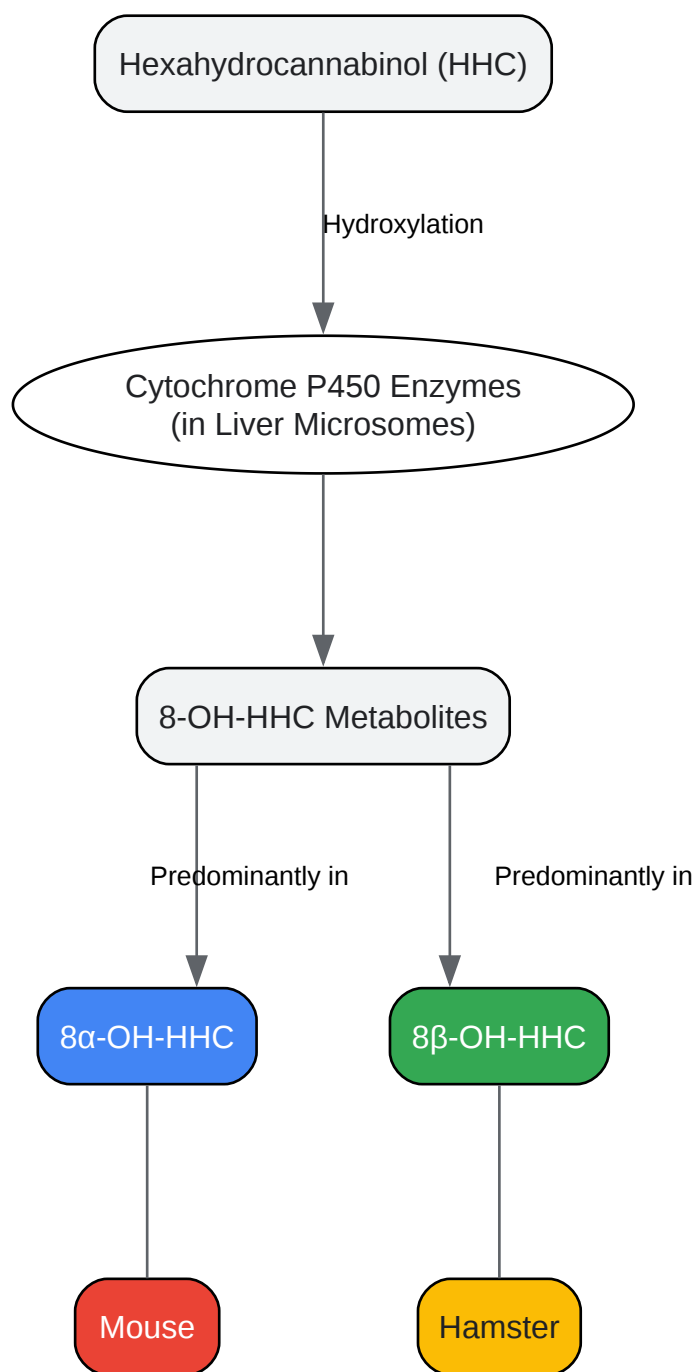 Hexahydrocannabinol (HHC)
Hydroxylation
Cytochrome P450 Enzymes
(in Liver Microsomes)
8-OH-HHC Metabolites
Predominantly in
Predominantly in
8α-OH-HHC
8β-OH-HHC
Mouse
Hamster